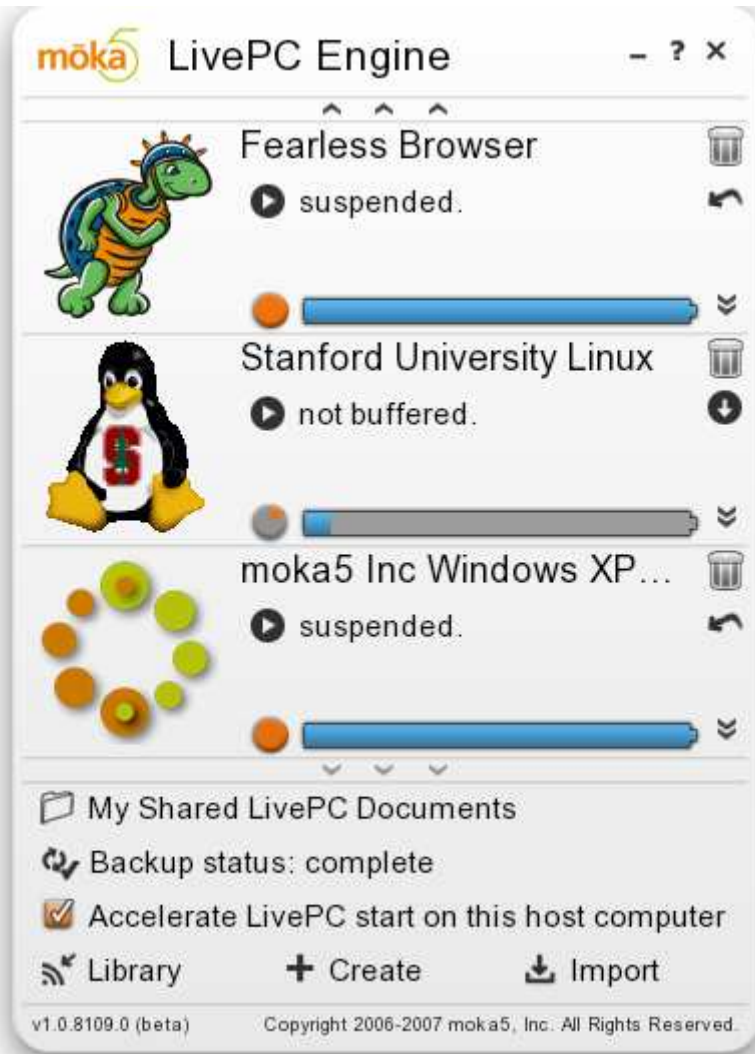 mōka5 LivePC Engine - ? ×
Fearless Browser
suspended.
Stanford University Linux
not buffered.
S
moka5 Inc Windows XP...
suspended.
My Shared LivePC Documents
Backup status: complete
Accelerate LivePC start on this host computer
Library Create Import
v1.0.8109.0 (beta) Copyright 2006-2007 moka5, Inc. All Rights Reserved.